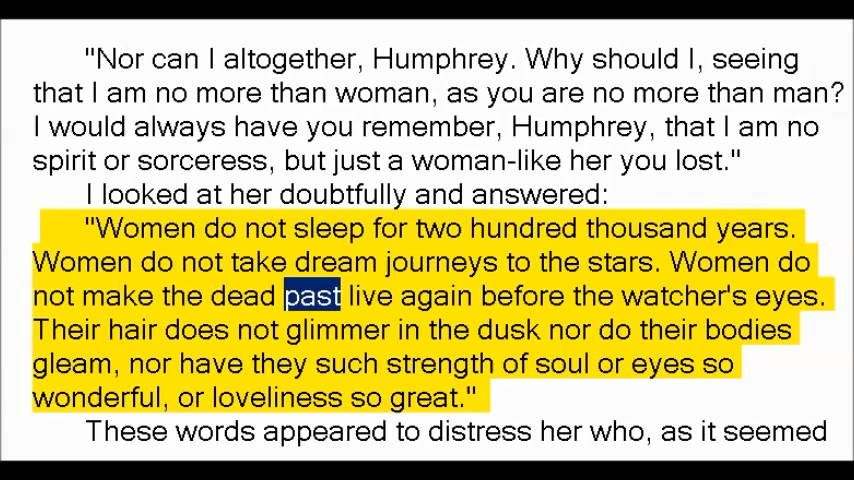 "Nor can I altogether, Humphrey. Why should I, seeing
that I am no more than woman, as you are no more than man?
I would always have you remember, Humphrey, that I am no
spirit or sorceress, but just a woman-like her you lost."
I looked at her doubtfully and answered:
"Women do not sleep for two hundred thousand years.
Women do not take dream journeys to the stars. Women do
not make the dead past live again before the watcher's eyes.
Their hair does not glimmer in the dusk nor do their bodies
gleam, nor have they such strength of soul or eyes so
wonderful, or loveliness so great."
These words appeared to distress her who, as it seemed